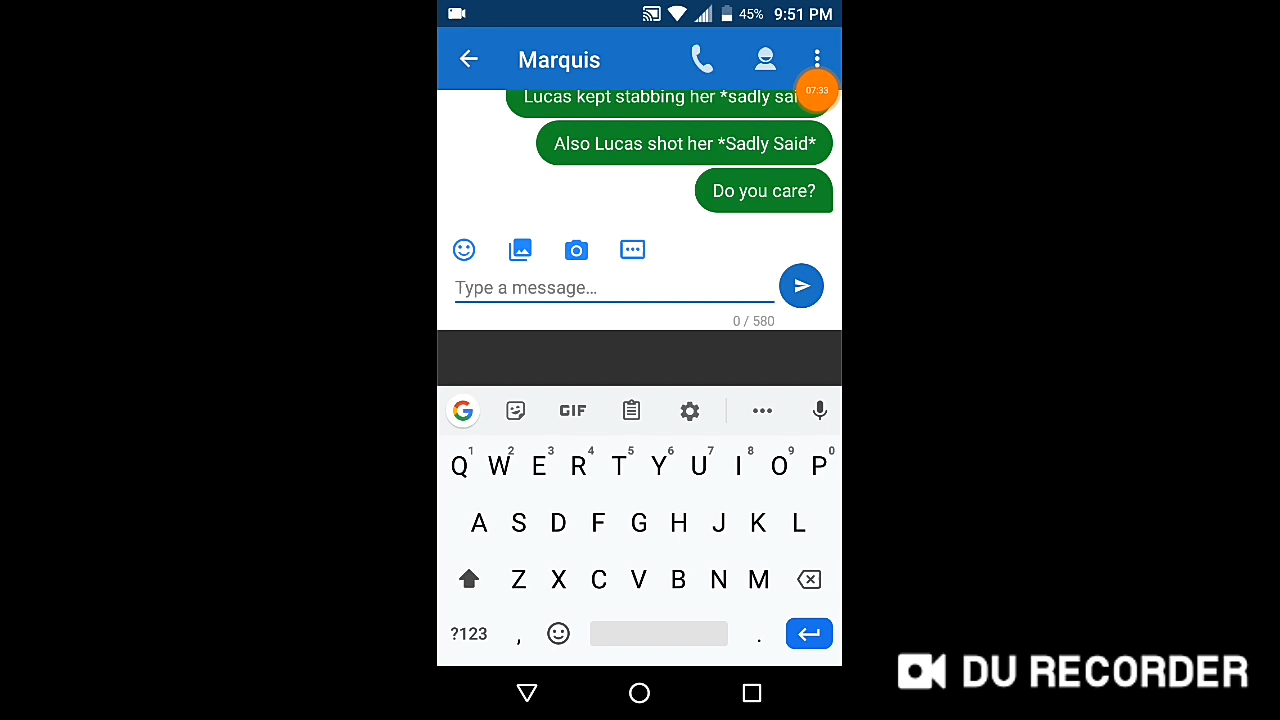 45% 9:51 PM
Marquis
07:33
Lucas kept stabbing her *sadly sai
Also Lucas shot her *Sadly Said*
Do you care?
Type a message...
0 / 580
G GIF
1 2 3 4 5 6 7 8 9 0
Q W E R T Y U I O P
A S D F G H J K L
Z X C V B N M
?123 , .
DU RECORDER